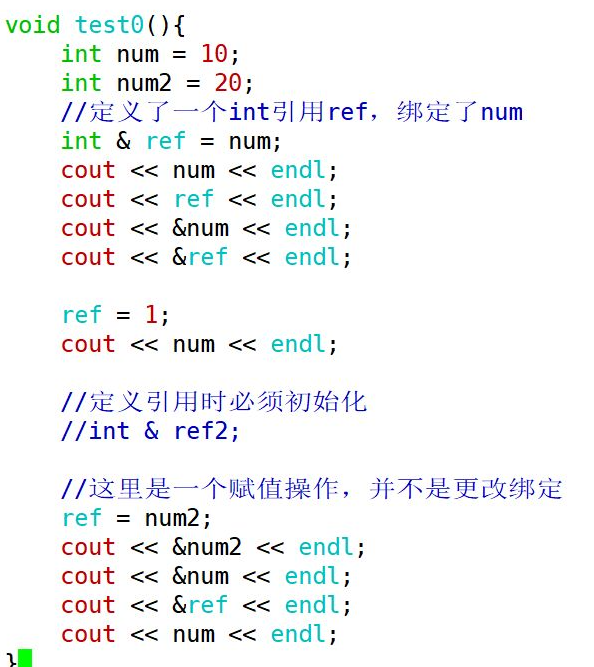 void test0(){
    int num = 10;
    int num2 = 20;
    //定义了一个int引用ref，绑定了num
    int & ref = num;
    cout << num << endl;
    cout << ref << endl;
    cout << &num << endl;
    cout << &ref << endl;

    ref = 1;
    cout << num << endl;

    //定义引用时必须初始化
    //int & ref2;

    //这里是一个赋值操作，并不是更改绑定
    ref = num2;
    cout << &num2 << endl;
    cout << &num << endl;
    cout << &ref << endl;
    cout << num << endl;
}